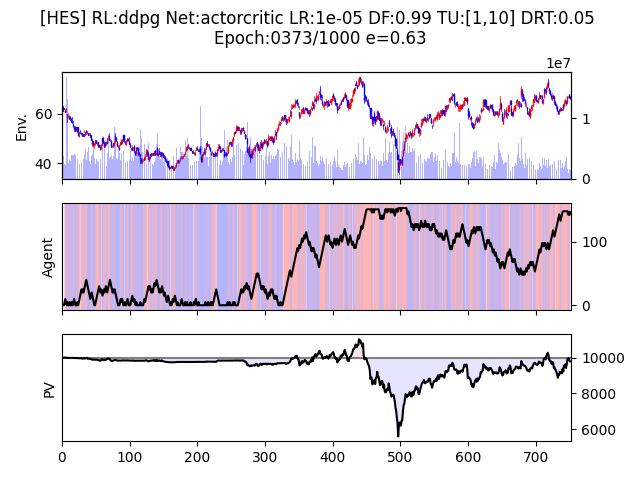 [HES] RL:ddpg Net:actorcritic LR:1e-05 DF:0.99 TU:[1,10] DRT:0.05
Epoch:0373/1000 e=0.63
1e7
Env.
60
40
1
0
Agent
100
0
PV
10000
8000
6000
0 100 200 300 400 500 600 700